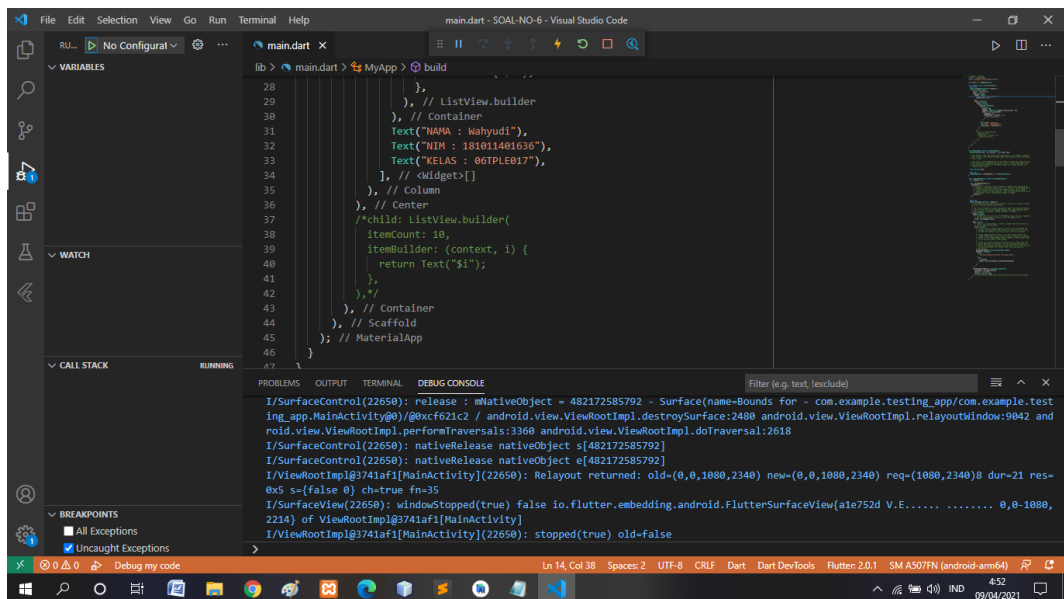 File Edit Selection View Go Run Terminal Help
main.dart - SOAL-NO-6 - Visual Studio Code
RU... No Configurat
main.dart
lib > main.dart > MyApp > build
VARIABLES
WATCH
CALL STACK RUNNING
BREAKPOINTS
All Exceptions
Uncaught Exceptions
28 },
29 ), // ListView.builder
30 ), // Container
31 Text("NAMA : Wahyudi"),
32 Text("NIM : 181011401636"),
33 Text("KELAS : 06TPLE017"),
34 ], // <Widget>[]
35 ), // Column
36 ), // Center
37 /*child: ListView.builder(
38 itemCount: 10,
39 itemBuilder: (context, i) {
40 return Text("$i");
41 },
42 ),*/
43 ), // Container
44 ), // Scaffold
45 ); // MaterialApp
46 }
47 }
PROBLEMS OUTPUT TERMINAL DEBUG CONSOLE
Filter (e.g. text, !exclude)
I/SurfaceControl(22650): release : mNativeObject = 482172585792 - Surface(name=Bounds for - com.example.testing_app/com.example.test
ing_app.MainActivity@0)/@0xcf621c2 / android.view.ViewRootImpl.destroySurface:2480 android.view.ViewRootImpl.relayoutWindow:9042 and
roid.view.ViewRootImpl.performTraversals:3360 android.view.ViewRootImpl.doTraversal:2618
I/SurfaceControl(22650): nativeRelease nativeObject s[482172585792]
I/SurfaceControl(22650): nativeRelease nativeObject e[482172585792]
I/ViewRootImpl@3741af1[MainActivity](22650): Relayout returned: old=(0,0,1080,2340) new=(0,0,1080,2340) req=(1080,2340)8 dur=21 res=
0x5 s={false 0} ch=true fn=35
I/SurfaceView(22650): windowStopped(true) false io.flutter.embedding.android.FlutterSurfaceView{a1e752d V.E...... ........ 0,0-1080,
2214} of ViewRootImpl@3741af1[MainActivity]
I/ViewRootImpl@3741af1[MainActivity](22650): stopped(true) old=false
0 0 0 Debug my code
Ln 14, Col 38 Spaces: 2 UTF-8 CRLF Dart Dart DevTools Flutter: 2.0.1 SM A507FN (android-arm64)
IND
4:52
09/04/2021